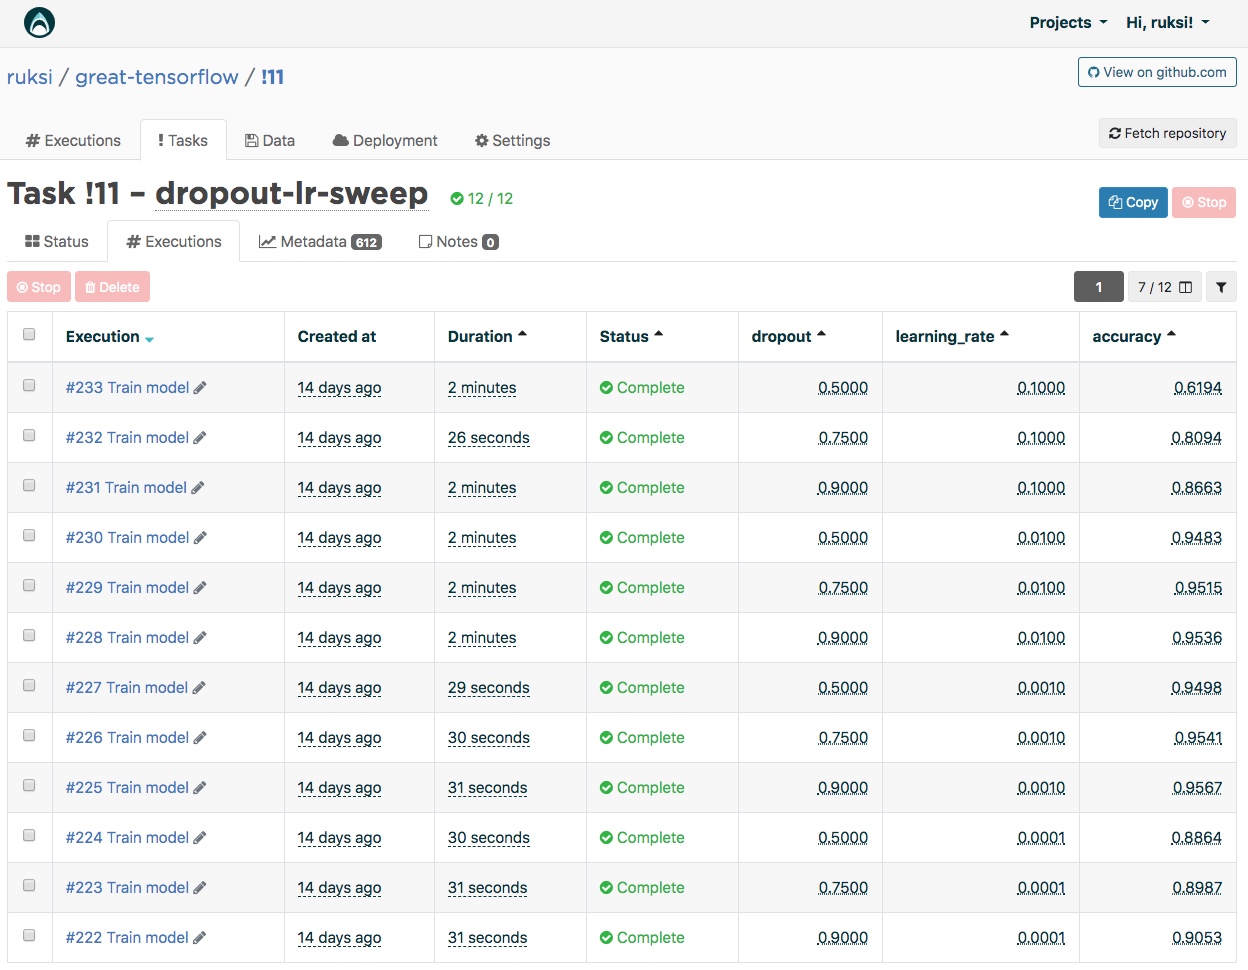 Projects Hi, ruksi!
ruksi / great-tensorflow / !11
View on github.com
# Executions ! Tasks Data Deployment Settings
Fetch repository
Task !11 – dropout-lr-sweep 12 / 12
Copy Stop
Status # Executions Metadata 612 Notes 0
Stop Delete 1 7 / 12
Execution Created at Duration Status dropout learning_rate accuracy
#233 Train model 14 days ago 2 minutes Complete 0.5000 0.1000 0.6194
#232 Train model 14 days ago 26 seconds Complete 0.7500 0.1000 0.8094
#231 Train model 14 days ago 2 minutes Complete 0.9000 0.1000 0.8663
#230 Train model 14 days ago 2 minutes Complete 0.5000 0.0100 0.9483
#229 Train model 14 days ago 2 minutes Complete 0.7500 0.0100 0.9515
#228 Train model 14 days ago 2 minutes Complete 0.9000 0.0100 0.9536
#227 Train model 14 days ago 29 seconds Complete 0.5000 0.0010 0.9498
#226 Train model 14 days ago 30 seconds Complete 0.7500 0.0010 0.9541
#225 Train model 14 days ago 31 seconds Complete 0.9000 0.0010 0.9567
#224 Train model 14 days ago 30 seconds Complete 0.5000 0.0001 0.8864
#223 Train model 14 days ago 31 seconds Complete 0.7500 0.0001 0.8987
#222 Train model 14 days ago 31 seconds Complete 0.9000 0.0001 0.9053